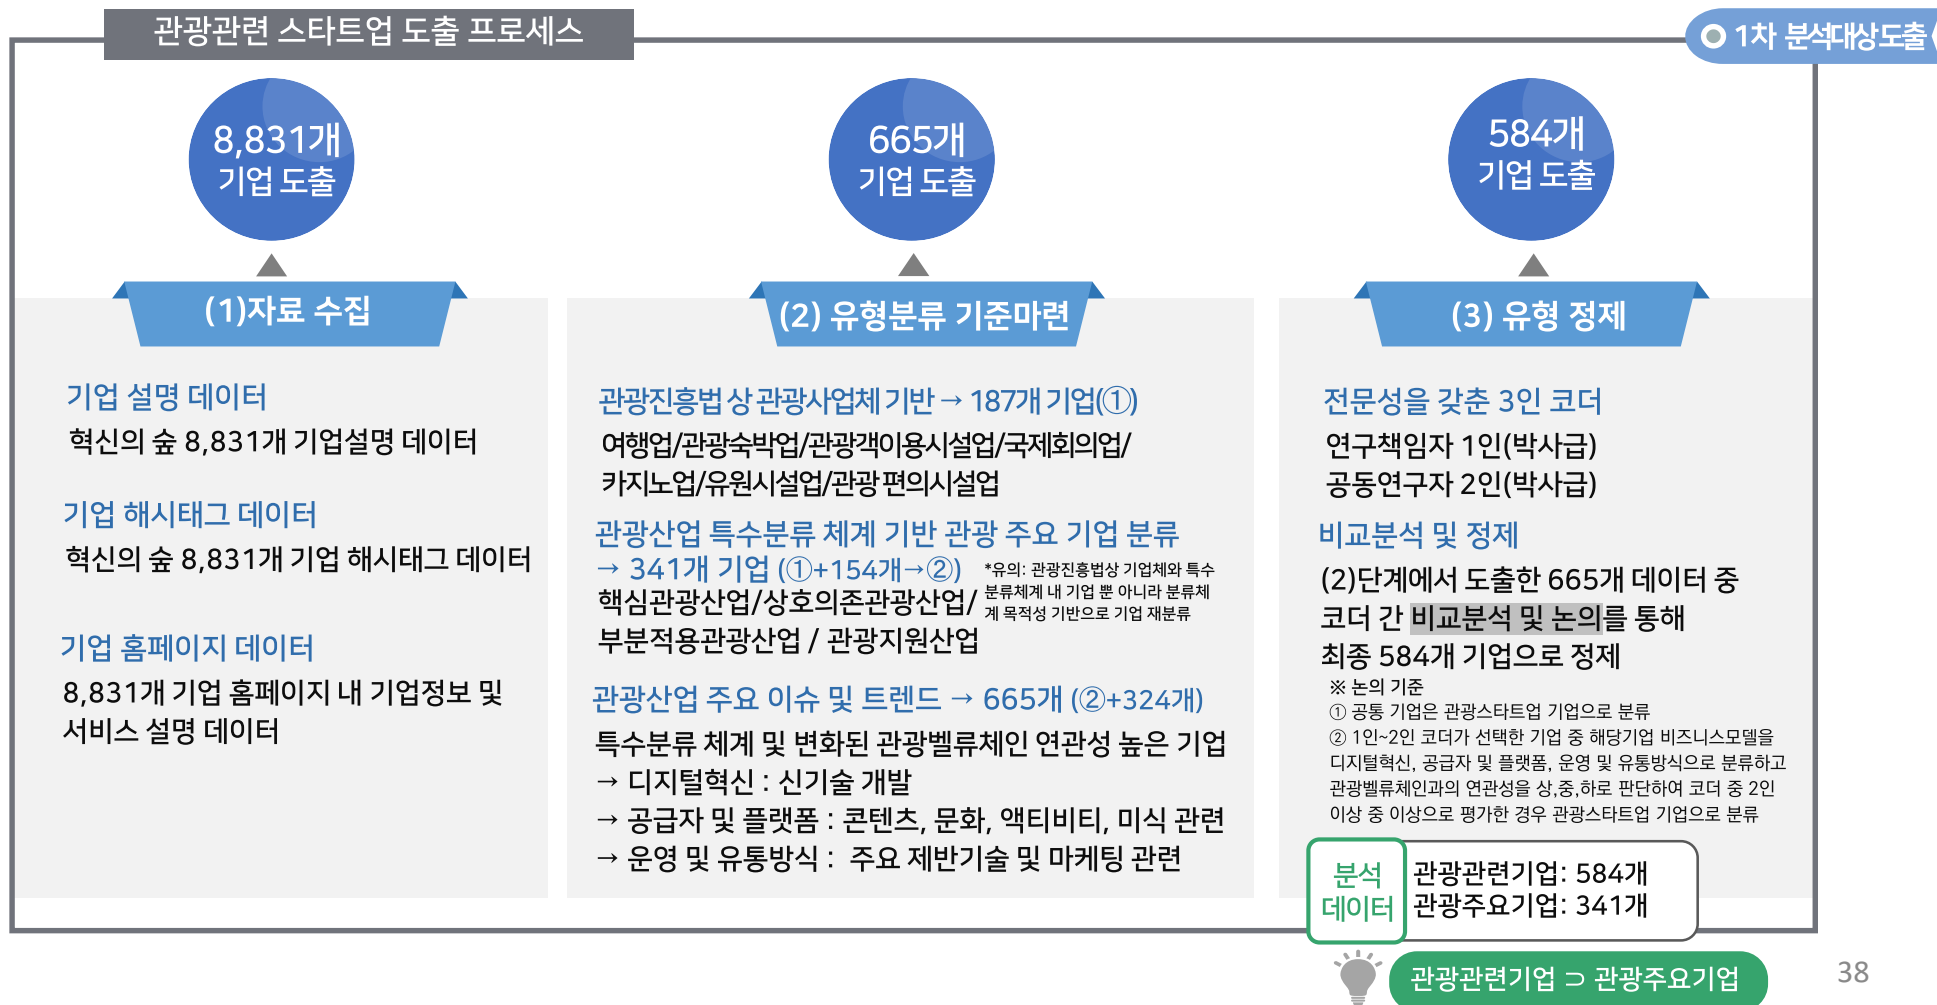 관광관련 스타트업 도출 프로세스
1차 분석대상도출
8,831개
기업 도출
(1)자료 수집
기업 설명 데이터
혁신의 숲 8,831개 기업설명 데이터
기업 해시태그 데이터
혁신의 숲 8,831개 기업 해시태그 데이터
기업 홈페이지 데이터
8,831개 기업 홈페이지 내 기업정보 및
서비스 설명 데이터
665개
기업 도출
(2) 유형분류 기준마련
관광진흥법 상 관광사업체 기반 → 187개 기업(①)
여행업/관광숙박업/관광객이용시설업/국제회의업/
카지노업/유원시설업/관광 편의시설업
관광산업 특수분류 체계 기반 관광 주요 기업 분류
→ 341개 기업 (①+154개→②)
*유의: 관광진흥법상 기업체와 특수
분류체계 내 기업 뿐 아니라 분류체
계 목적성 기반으로 기업 재분류
핵심관광산업/상호의존관광산업/
부분적용관광산업 / 관광지원산업
관광산업 주요 이슈 및 트렌드 → 665개 (②+324개)
특수분류 체계 및 변화된 관광벨류체인 연관성 높은 기업
→ 디지털혁신 : 신기술 개발
→ 공급자 및 플랫폼 : 콘텐츠, 문화, 액티비티, 미식 관련
→ 운영 및 유통방식 : 주요 제반기술 및 마케팅 관련
584개
기업 도출
(3) 유형 정제
전문성을 갖춘 3인 코더
연구책임자 1인(박사급)
공동연구자 2인(박사급)
비교분석 및 정제
(2)단계에서 도출한 665개 데이터 중
코더 간 비교분석 및 논의를 통해
최종 584개 기업으로 정제
※ 논의 기준
① 공통 기업은 관광스타트업 기업으로 분류
② 1인~2인 코더가 선택한 기업 중 해당기업 비즈니스모델을
디지털혁신, 공급자 및 플랫폼, 운영 및 유통방식으로 분류하고
관광벨류체인과의 연관성을 상,중,하로 판단하여 코더 중 2인
이상 중 이상으로 평가한 경우 관광스타트업 기업으로 분류
분석
데이터
관광관련기업: 584개
관광주요기업: 341개
관광관련기업 ⊃ 관광주요기업
38